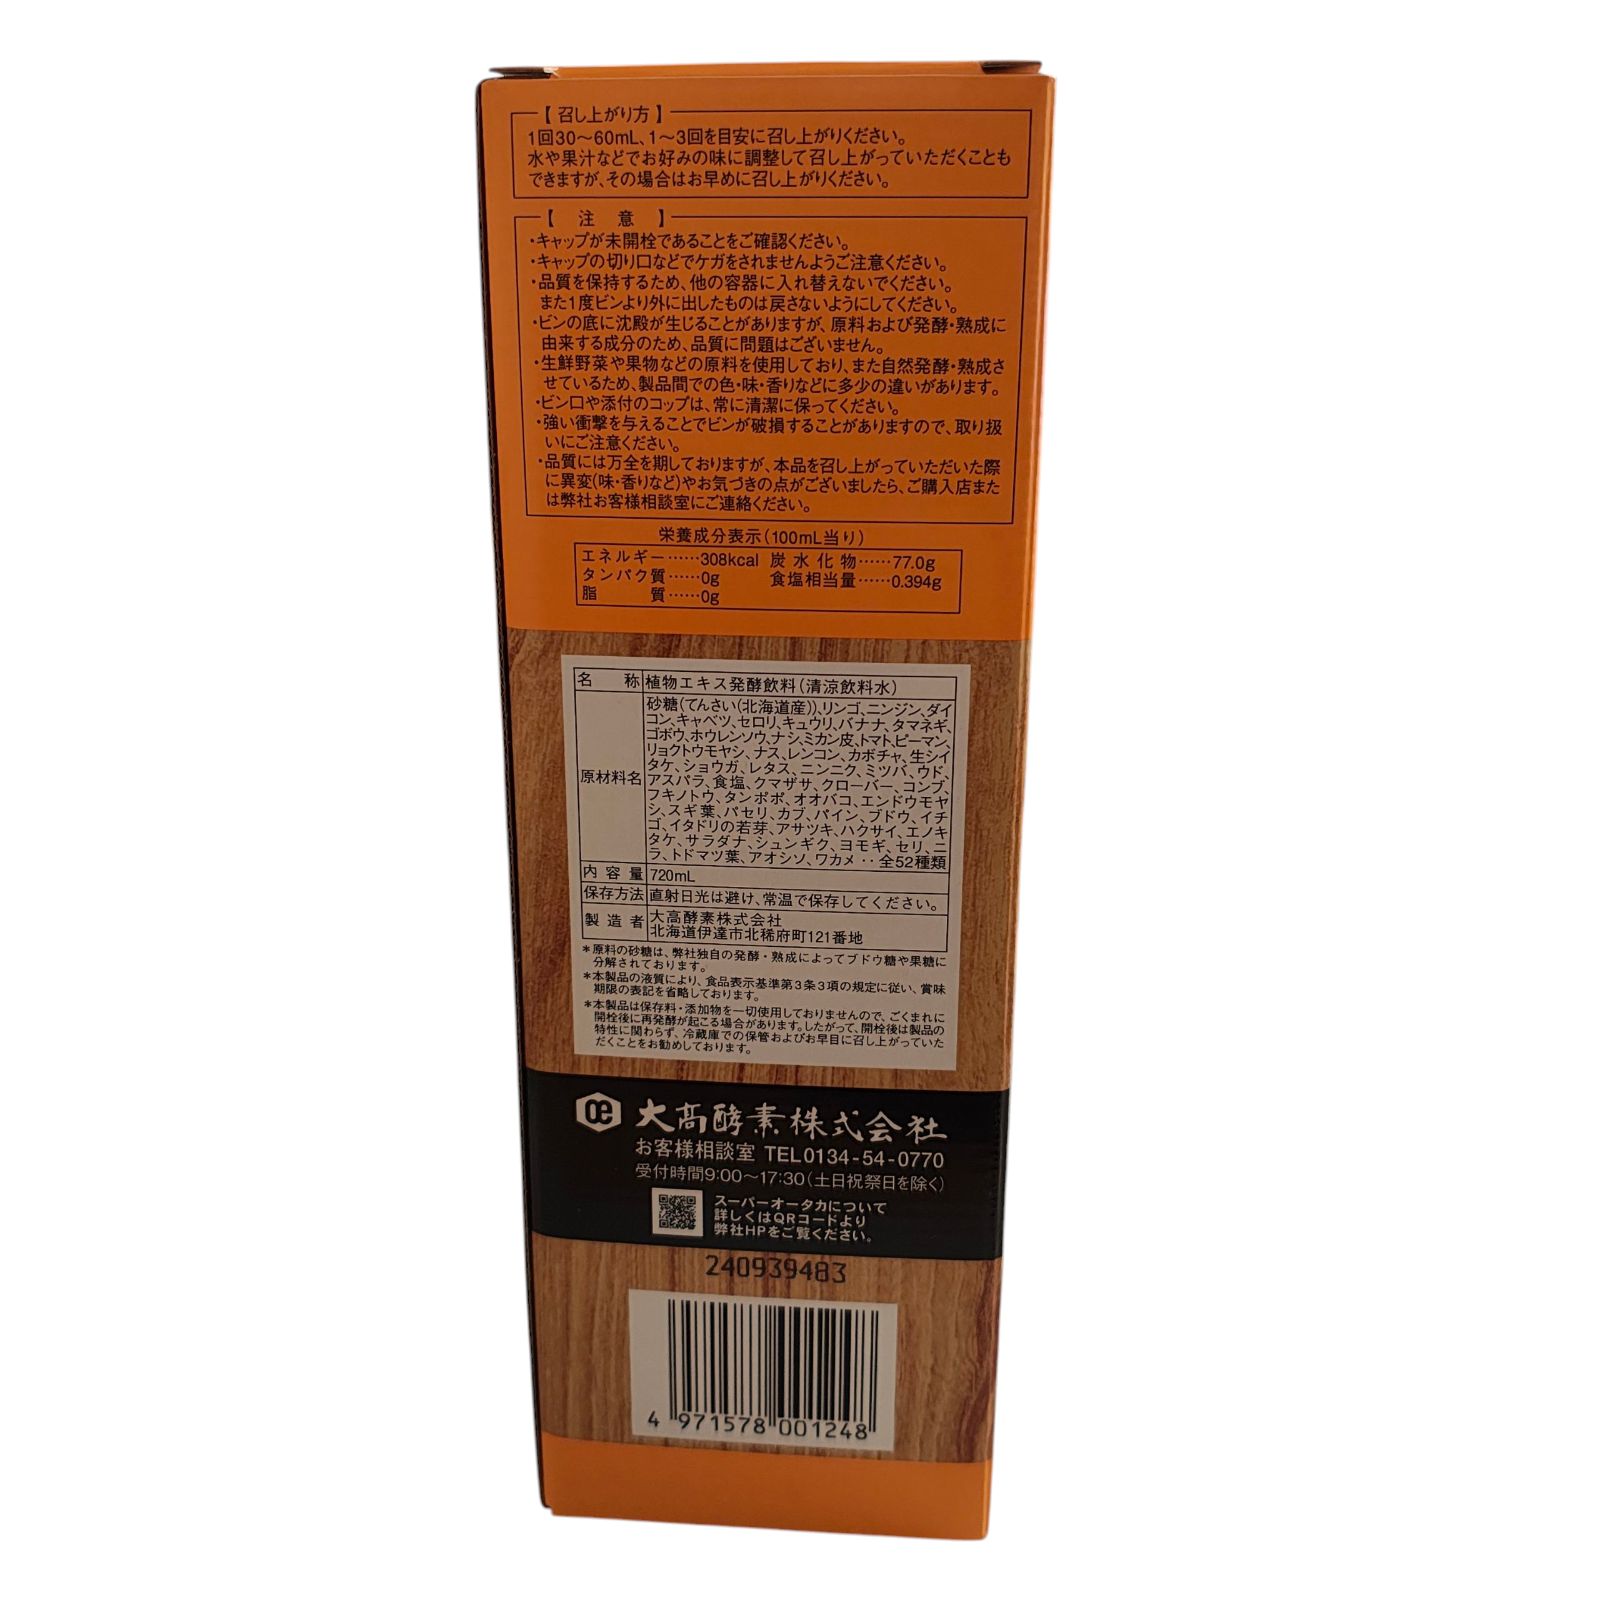 【 召し上がり方 】
1回30〜60mL、1〜3回を目安に召し上がりください。
水や果汁などでお好みの味に調整して召し上がっていただくことも
できますが、その場合はお早めに召し上がりください。
【 注 意 】
・キャップが未開栓であることをご確認ください。
・キャップの切り口などでケガをされませんようご注意ください。
・品質を保持するため、他の容器に入れ替えないでください。
また1度ビンより外に出したものは戻さないようにしてください。
・ビンの底に沈殿が生じることがありますが、原料および発酵・熟成に
由来する成分のため、品質に問題はございません。
・生鮮野菜や果物などの原料を使用しており、また自然発酵・熟成さ
せているため、製品間での色・味・香りなどに多少の違いがあります。
・ビン口や添付のコップは、常に清潔に保ってください。
・強い衝撃を与えることでビンが破損することがありますので、取り扱
いにご注意ください。
・品質には万全を期しておりますが、本品を召し上がっていただいた際
に異変(味・香りなど)やお気づきの点がございましたら、ご購入店また
は弊社お客様相談室にご連絡ください。
栄養成分表示(100mL当り)
エネルギー……308kcal 炭水化物……77.0g
タンパク質……0g 食塩相当量……0.394g
脂 質……0g
名 称 植物エキス発酵飲料(清涼飲料水)
原材料名 砂糖(てんさい(北海道産))、リンゴ、ニンジン、ダイ
コン、キャベツ、セロリ、キュウリ、バナナ、タマネギ、
ゴボウ、ホウレンソウ、ナシ、ミカン皮、トマト、ピーマン、
リョクトウモヤシ、ナス、レンコン、カボチャ、生シイ
タケ、ショウガ、レタス、ニンニク、ミツバ、ウド、
アスパラ、食塩、クマザサ、クローバー、コンブ、
フキノトウ、タンポポ、オオバコ、エンドウモヤ
シ、スギ葉、パセリ、カブ、パイン、ブドウ、イチ
ゴ、イタドリの若芽、アサツキ、ハクサイ、エノキ
タケ、サラダナ、シュンギク、ヨモギ、セリ、ニ
ラ、トドマツ葉、アオシソ、ワカメ‥全52種類
内容量 720mL
保存方法 直射日光は避け、常温で保存してください。
製造者 大高酵素株式会社
北海道伊達市北稀府町121番地
＊原料の砂糖は、弊社独自の発酵・熟成によってブドウ糖や果糖に
分解されております。
＊本製品の液質により、食品表示基準第3条3項の規定に従い、賞味
期限の表記を省略しております。
＊本製品は保存料・添加物を一切使用しておりませんので、ごくまれに
開栓後に再発酵が起こる場合があります。したがって、開栓後は製品の
特性に関わらず、冷蔵庫での保管およびお早目に召し上がっていた
だくことをお勧めしております。
OE 大高酵素株式会社
お客様相談室 TEL0134-54-0770
受付時間9:00〜17:30(土日祝祭日を除く)
スーパーオータカについて
詳しくはQRコードより
弊社HPをご覧ください。
240939483
4 971578 001248